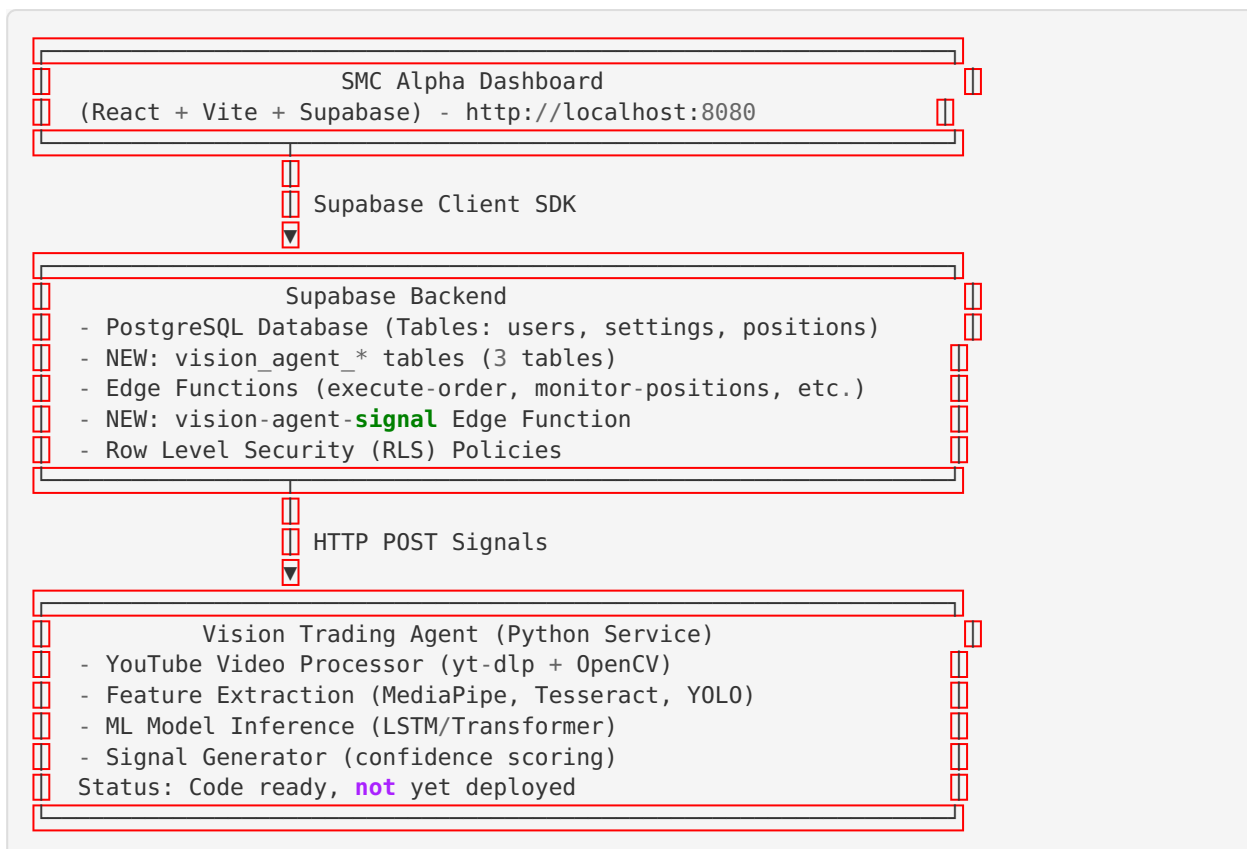 SMC Alpha Dashboard
(React + Vite + Supabase) - http://localhost:8080
Supabase Client SDK
▼
Supabase Backend
- PostgreSQL Database (Tables: users, settings, positions)
- NEW: vision_agent_* tables (3 tables)
- Edge Functions (execute-order, monitor-positions, etc.)
- NEW: vision-agent-signal Edge Function
- Row Level Security (RLS) Policies
HTTP POST Signals
▼
Vision Trading Agent (Python Service)
- YouTube Video Processor (yt-dlp + OpenCV)
- Feature Extraction (MediaPipe, Tesseract, YOLO)
- ML Model Inference (LSTM/Transformer)
- Signal Generator (confidence scoring)
Status: Code ready, not yet deployed